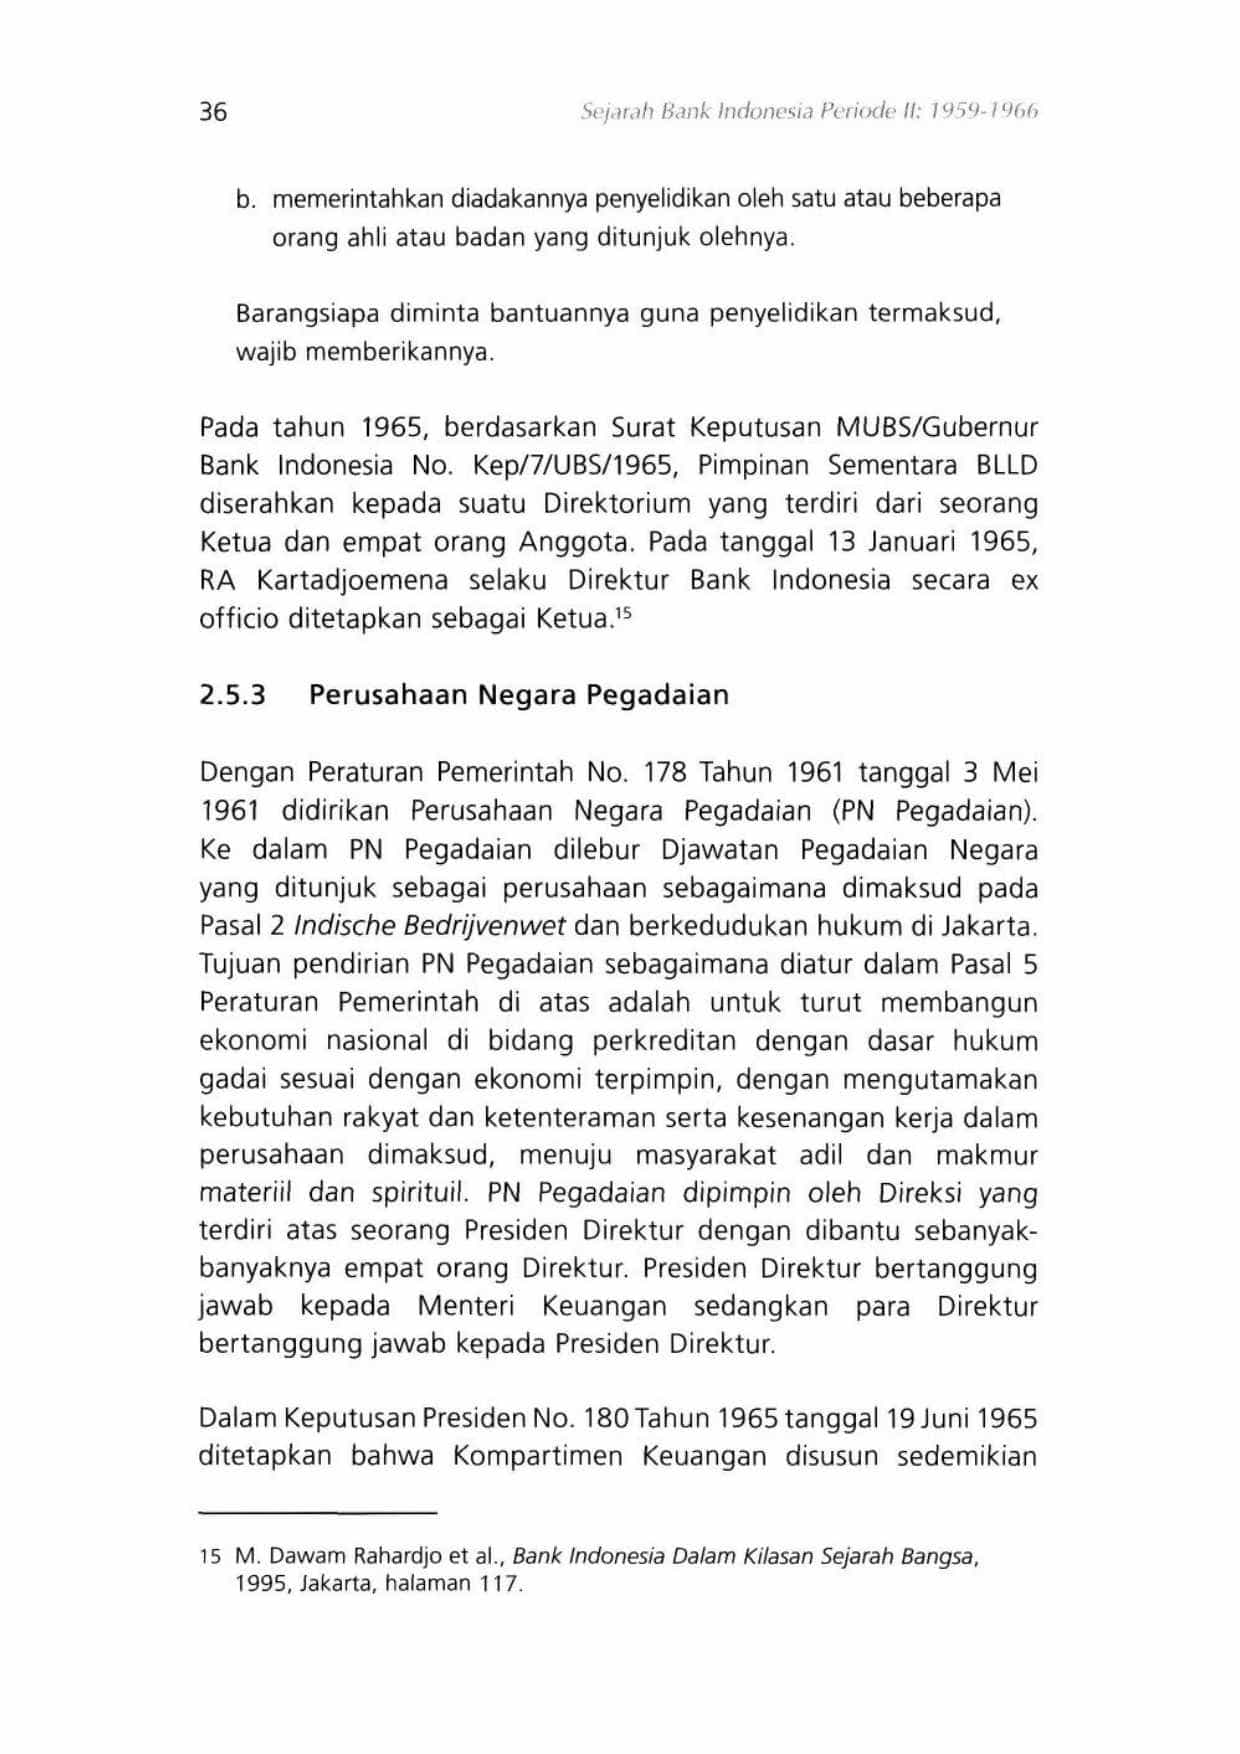 36
Sejarah Bank Indonesia Periode II: 1959-1966
b. memerintahkan diadakannya penyelidikan oleh satu atau beberapa
orang ahli atau badan yang ditunjuk olehnya.
Barangsiapa diminta bantuannya guna penyelidikan termaksud,
wajib memberikannya.
Pada tahun 1965, berdasarkan Surat Keputusan MUBS/Gubernur
Bank Indonesia No. Kep/7/UBS/1965, Pimpinan Sementara BLLD
diserahkan kepada suatu Direktorium yang terdiri dari seorang
Ketua dan empat orang Anggota. Pada tanggal 13 Januari 1965,
RA Kartadjoemena selaku Direktur Bank Indonesia secara ex
officio ditetapkan sebagai Ketua.15
2.5.3 Perusahaan Negara Pegadaian
Dengan Peraturan Pemerintah No. 178 Tahun 1961 tanggal 3 Mei
1961 didirikan Perusahaan Negara Pegadaian (PN Pegadaian).
Ke dalam PN Pegadaian dilebur Djawatan Pegadaian Negara
yang ditunjuk sebagai perusahaan sebagaimana dimaksud pada
Pasal 2 Indische Bedrijvenwet dan berkedudukan hukum di Jakarta.
Tujuan pendirian PN Pegadaian sebagaimana diatur dalam Pasal 5
Peraturan Pemerintah di atas adalah untuk turut membangun
ekonomi nasional di bidang perkreditan dengan dasar hukum
gadai sesuai dengan ekonomi terpimpin, dengan mengutamakan
kebutuhan rakyat dan ketenteraman serta kesenangan kerja dalam
perusahaan dimaksud, menuju masyarakat adil dan makmur
materiil dan spirituil. PN Pegadaian dipimpin oleh Direksi yang
terdiri atas seorang Presiden Direktur dengan dibantu sebanyak-
banyaknya empat orang Direktur. Presiden Direktur bertanggung
jawab kepada Menteri Keuangan sedangkan para Direktur
bertanggung jawab kepada Presiden Direktur.
Dalam Keputusan Presiden No. 180 Tahun 1965 tanggal 19 Juni 1965
ditetapkan bahwa Kompartimen Keuangan disusun sedemikian
15 M. Dawam Rahardjo et al., Bank Indonesia Dalam Kilasan Sejarah Bangsa,
1995, Jakarta, halaman 117.